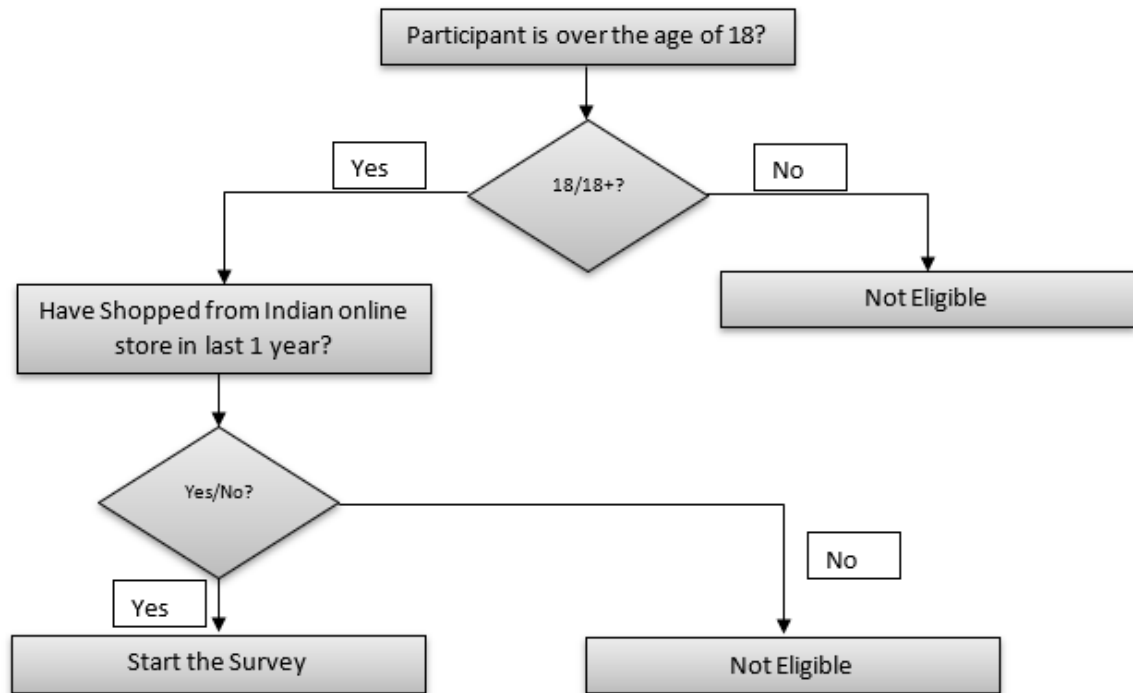 Participant is over the age of 18?
Yes
18/18+?
No
Have Shopped from Indian online
store in last 1 year?
Not Eligible
Yes/No?
No
Yes
Start the Survey
Not Eligible